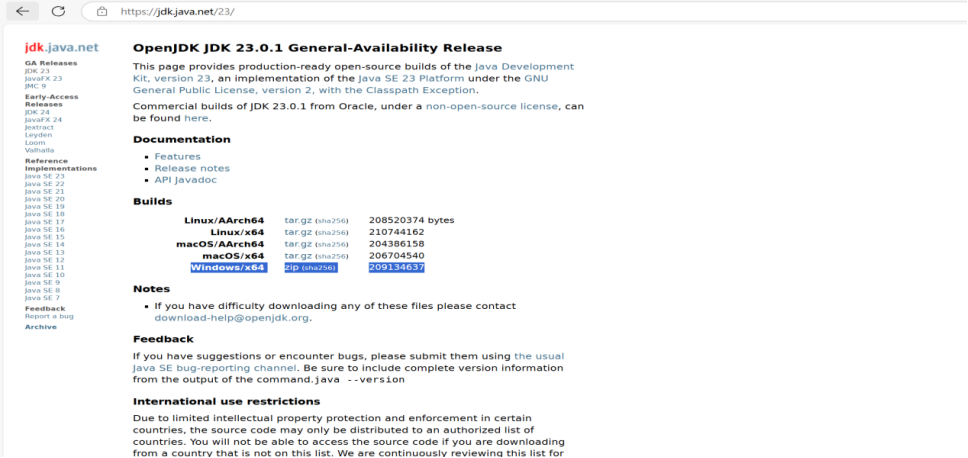 https://jdk.java.net/23/
jdk.java.net
GA Releases
JDK 23
JavaFX 23
JMC 9
Early-Access
Releases
JDK 24
JavaFX 24
Jextract
Leyden
Loom
Valhalla
Reference
Implementations
Java SE 23
Java SE 22
Java SE 21
Java SE 20
Java SE 19
Java SE 18
Java SE 17
Java SE 16
Java SE 15
Java SE 14
Java SE 13
Java SE 12
Java SE 11
Java SE 10
Java SE 9
Java SE 8
Java SE 7
Feedback
Report a bug
Archive
OpenJDK JDK 23.0.1 General-Availability Release
This page provides production-ready open-source builds of the Java Development
Kit, version 23, an implementation of the Java SE 23 Platform under the GNU
General Public License, version 2, with the Classpath Exception.
Commercial builds of JDK 23.0.1 from Oracle, under a non-open-source license, can
be found here.
Documentation
▪ Features
▪ Release notes
▪ API Javadoc
Builds
Linux/AArch64 tar.gz (sha256) 208520374 bytes
Linux/x64 tar.gz (sha256) 210744162
macOS/AArch64 tar.gz (sha256) 204386158
macOS/x64 tar.gz (sha256) 206704540
Windows/x64 zip (sha256) 209134637
Notes
▪ If you have difficulty downloading any of these files please contact
download-help@openjdk.org.
Feedback
If you have suggestions or encounter bugs, please submit them using the usual
Java SE bug-reporting channel. Be sure to include complete version information
from the output of the command.java --version
International use restrictions
Due to limited intellectual property protection and enforcement in certain
countries, the source code may only be distributed to an authorized list of
countries. You will not be able to access the source code if you are downloading
from a country that is not on this list. We are continuously reviewing this list for